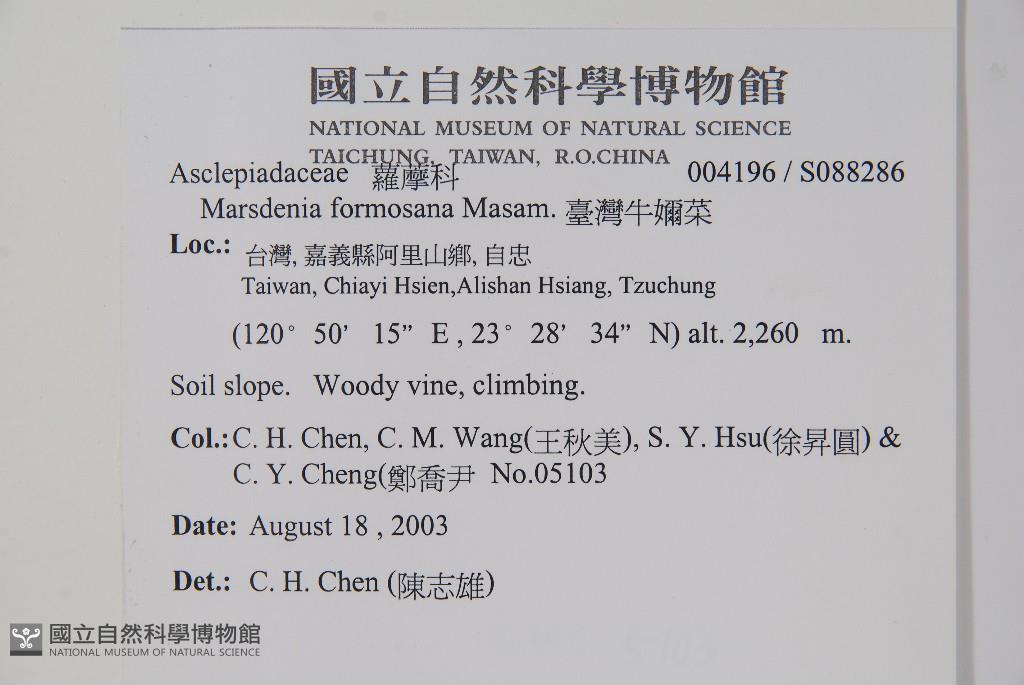 國立自然科學博物館
NATIONAL MUSEUM OF NATURAL SCIENCE
TAICHUNG, TAIWAN, R.O.CHINA
Asclepiadaceae 蘿藦科 004196 / S088286
Marsdenia formosana Masam. 臺灣牛嬭菜
Loc.: 台灣, 嘉義縣阿里山鄉, 自忠
Taiwan, Chiayi Hsien,Alishan Hsiang, Tzuchung
(120° 50’ 15” E , 23° 28’ 34” N) alt. 2,260 m.
Soil slope. Woody vine, climbing.
Col.: C. H. Chen, C. M. Wang(王秋美), S. Y. Hsu(徐昇圓) &
C. Y. Cheng(鄭喬尹 No.05103
Date: August 18 , 2003
Det.: C. H. Chen (陳志雄)
國立自然科學博物館
NATIONAL MUSEUM OF NATURAL SCIENCE